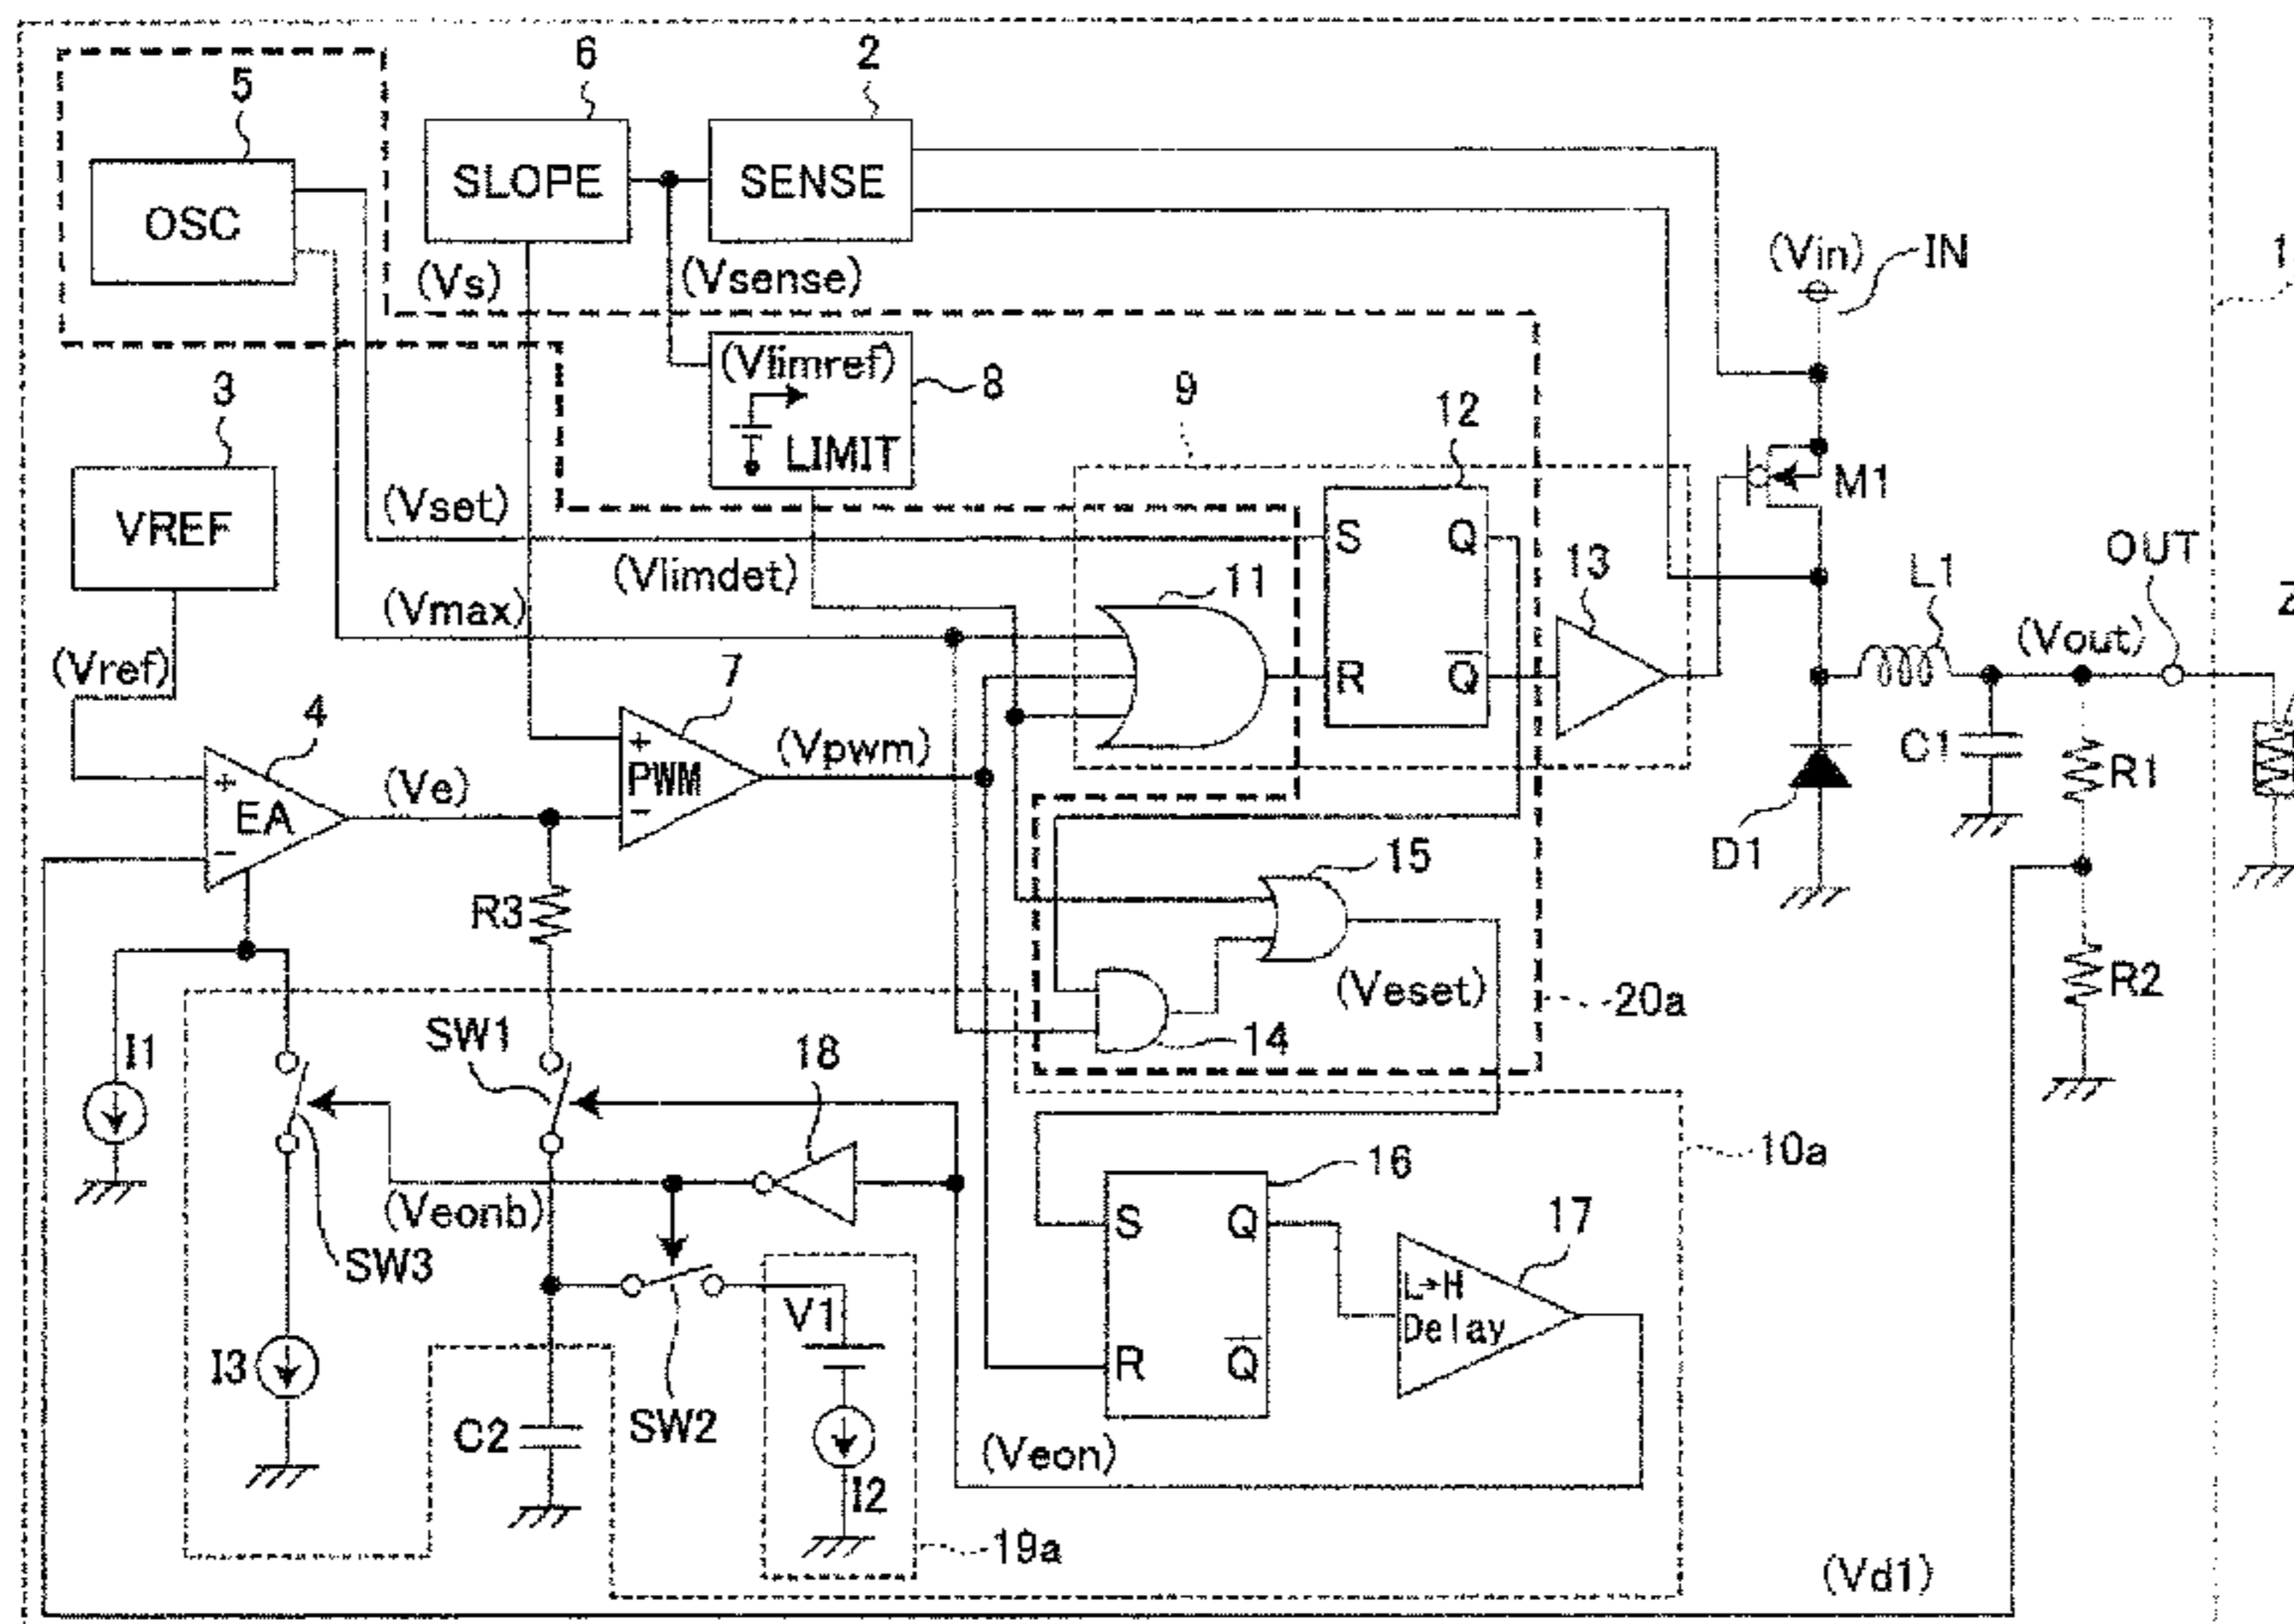 5
6
2
OSC
SLOPE
SENSE
(Vs)
(Vsense)
(Vin)
IN
1
(Vlimref)
8
LIMIT
3
9
12
VREF
(Vset)
S
Q
M1
(Vlimdet)
11
13
OUT
L1
(Vmax)
(Vout)
(Vref)
7
R
Q
4
+
PWM
-
(Vpwm)
C1
R1
+
EA
-
(Ve)
D1
15
R3
(Veset)
20a
R2
14
I1
SW1
18
10a
(Veonb)
16
SW3
S
Q
17
V1
L→H
Delay
I3
R
Q
C2
SW2
(Veon)
I2
19a
(Vd1)